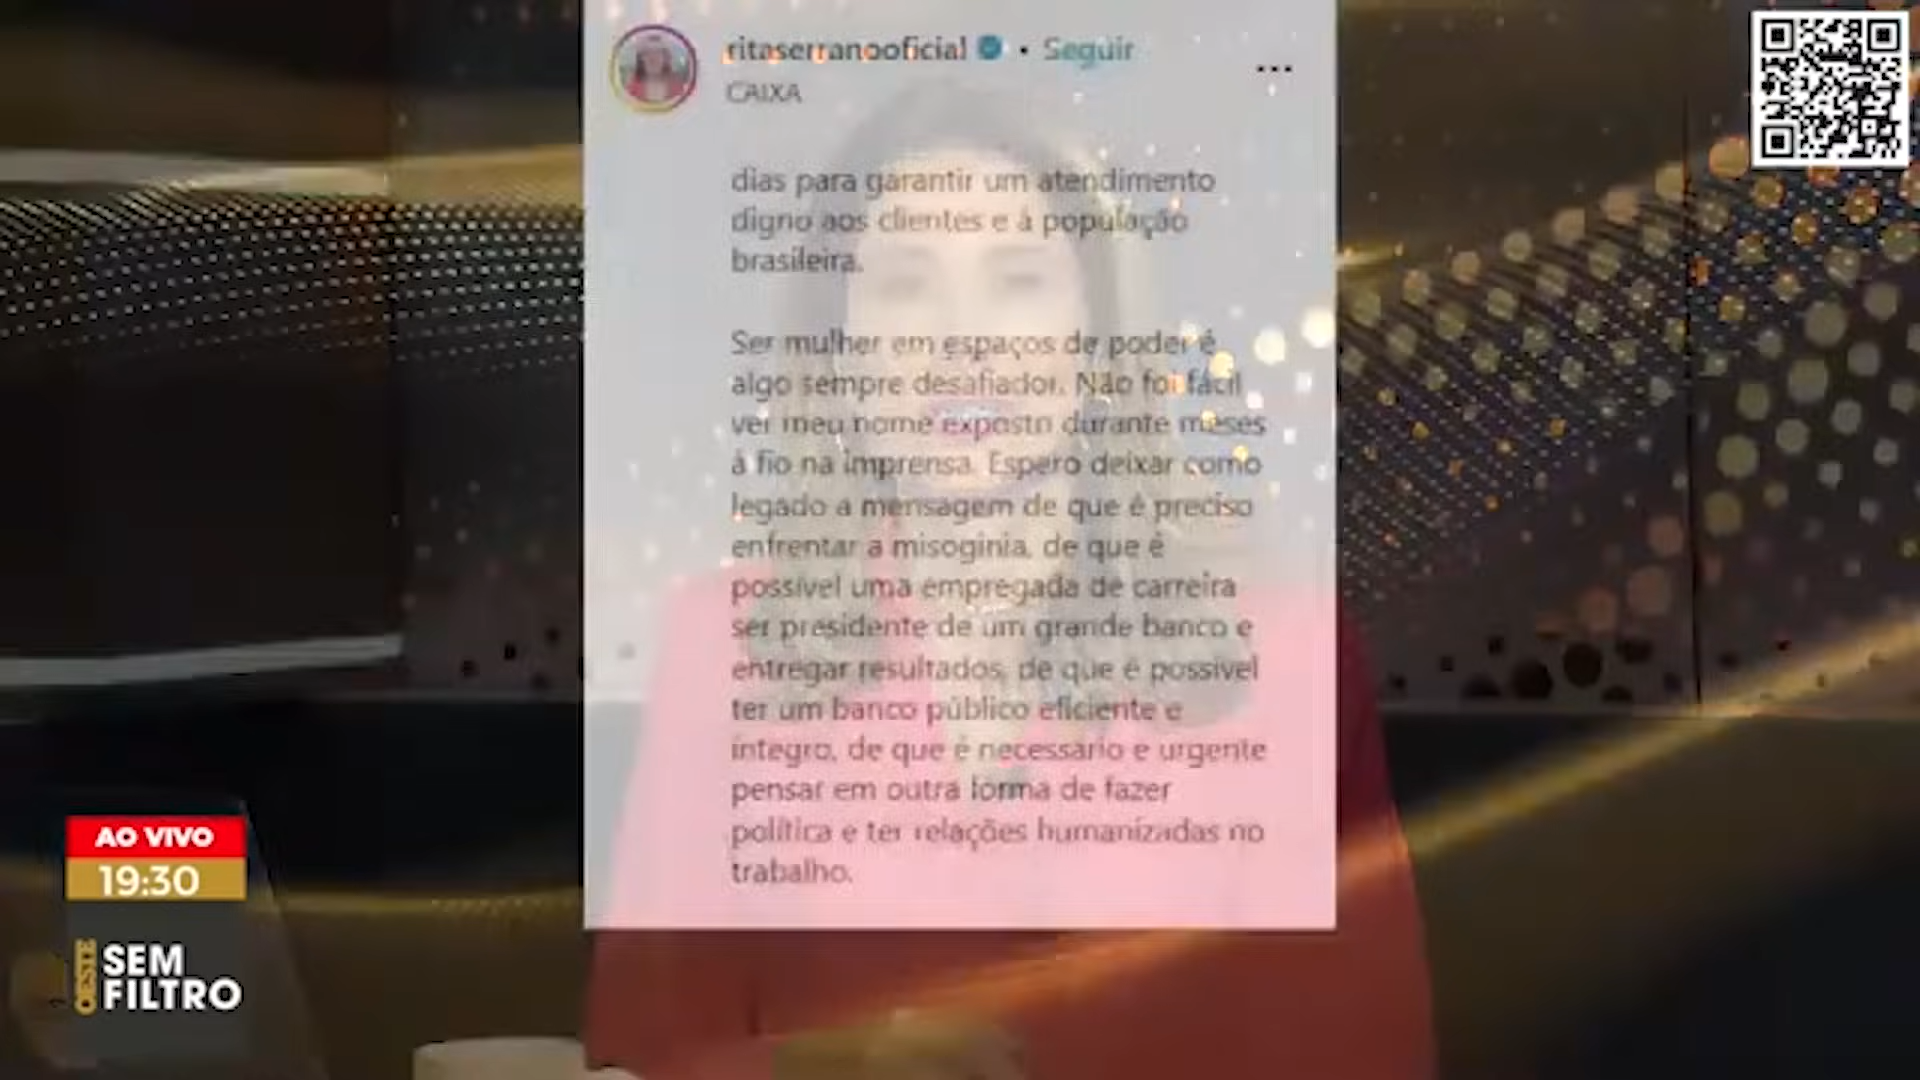 ritaserranooficial • Seguir
CAIXA
dias para garantir um atendimento
digno aos clientes e à população
brasileira.
Ser mulher em espaços de poder é
algo sempre desafiador. Não foi fácil
ver meu nome exposto durante meses
à fio na imprensa. Espero deixar como
legado a mensagem de que é preciso
enfrentar a misoginia, de que é
possível uma empregada de carreira
ser presidente de um grande banco e
entregar resultados, de que é possível
ter um banco público eficiente e
íntegro, de que é necessário e urgente
pensar em outra forma de fazer
política e ter relações humanizadas no
trabalho.
AO VIVO
19:30
OESTE
SEM
FILTRO